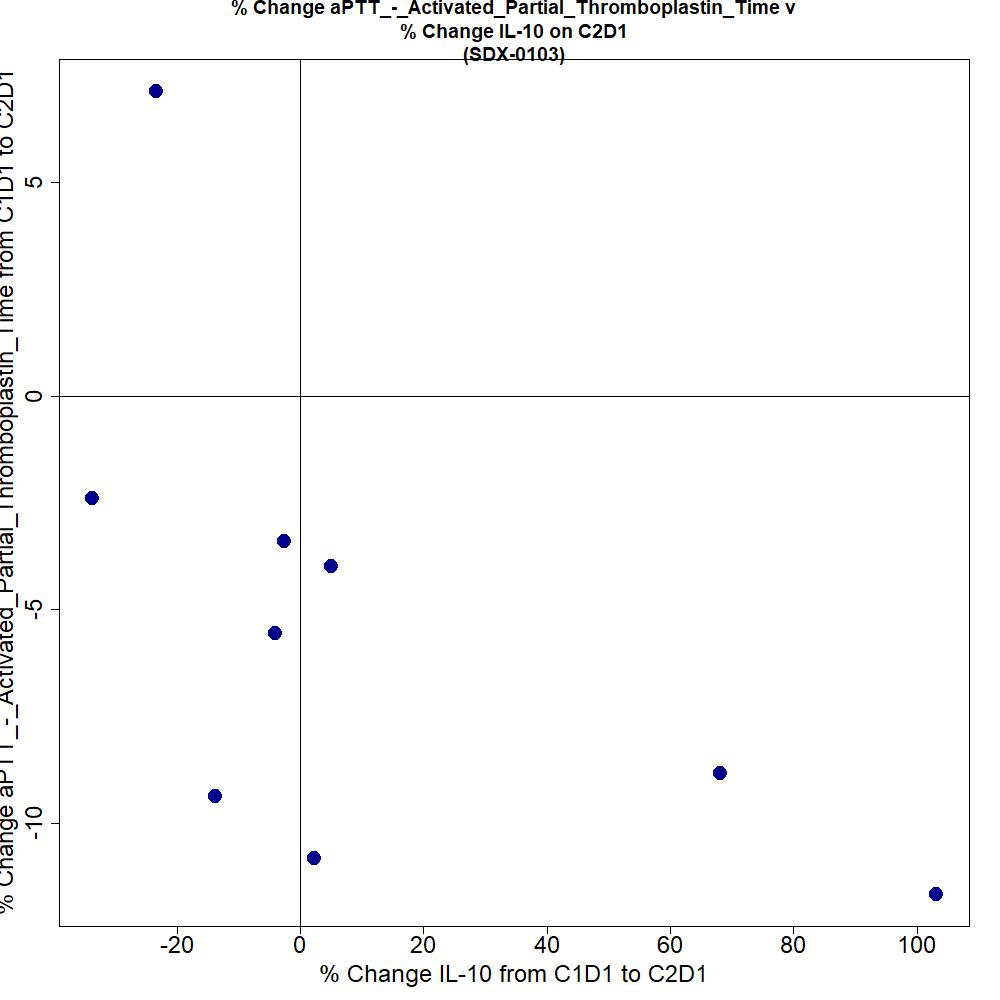 % Change aPTT_-_Activated_Partial_Thromboplastin_Time v
% Change IL-10 on C2D1
(SDX-0103)
% Change aPTT_-_Activated_Partial_Thromboplastin_Time from C1D1 to C2D1
5
0
-5
-10
-20
0
20
40
60
80
100
% Change IL-10 from C1D1 to C2D1